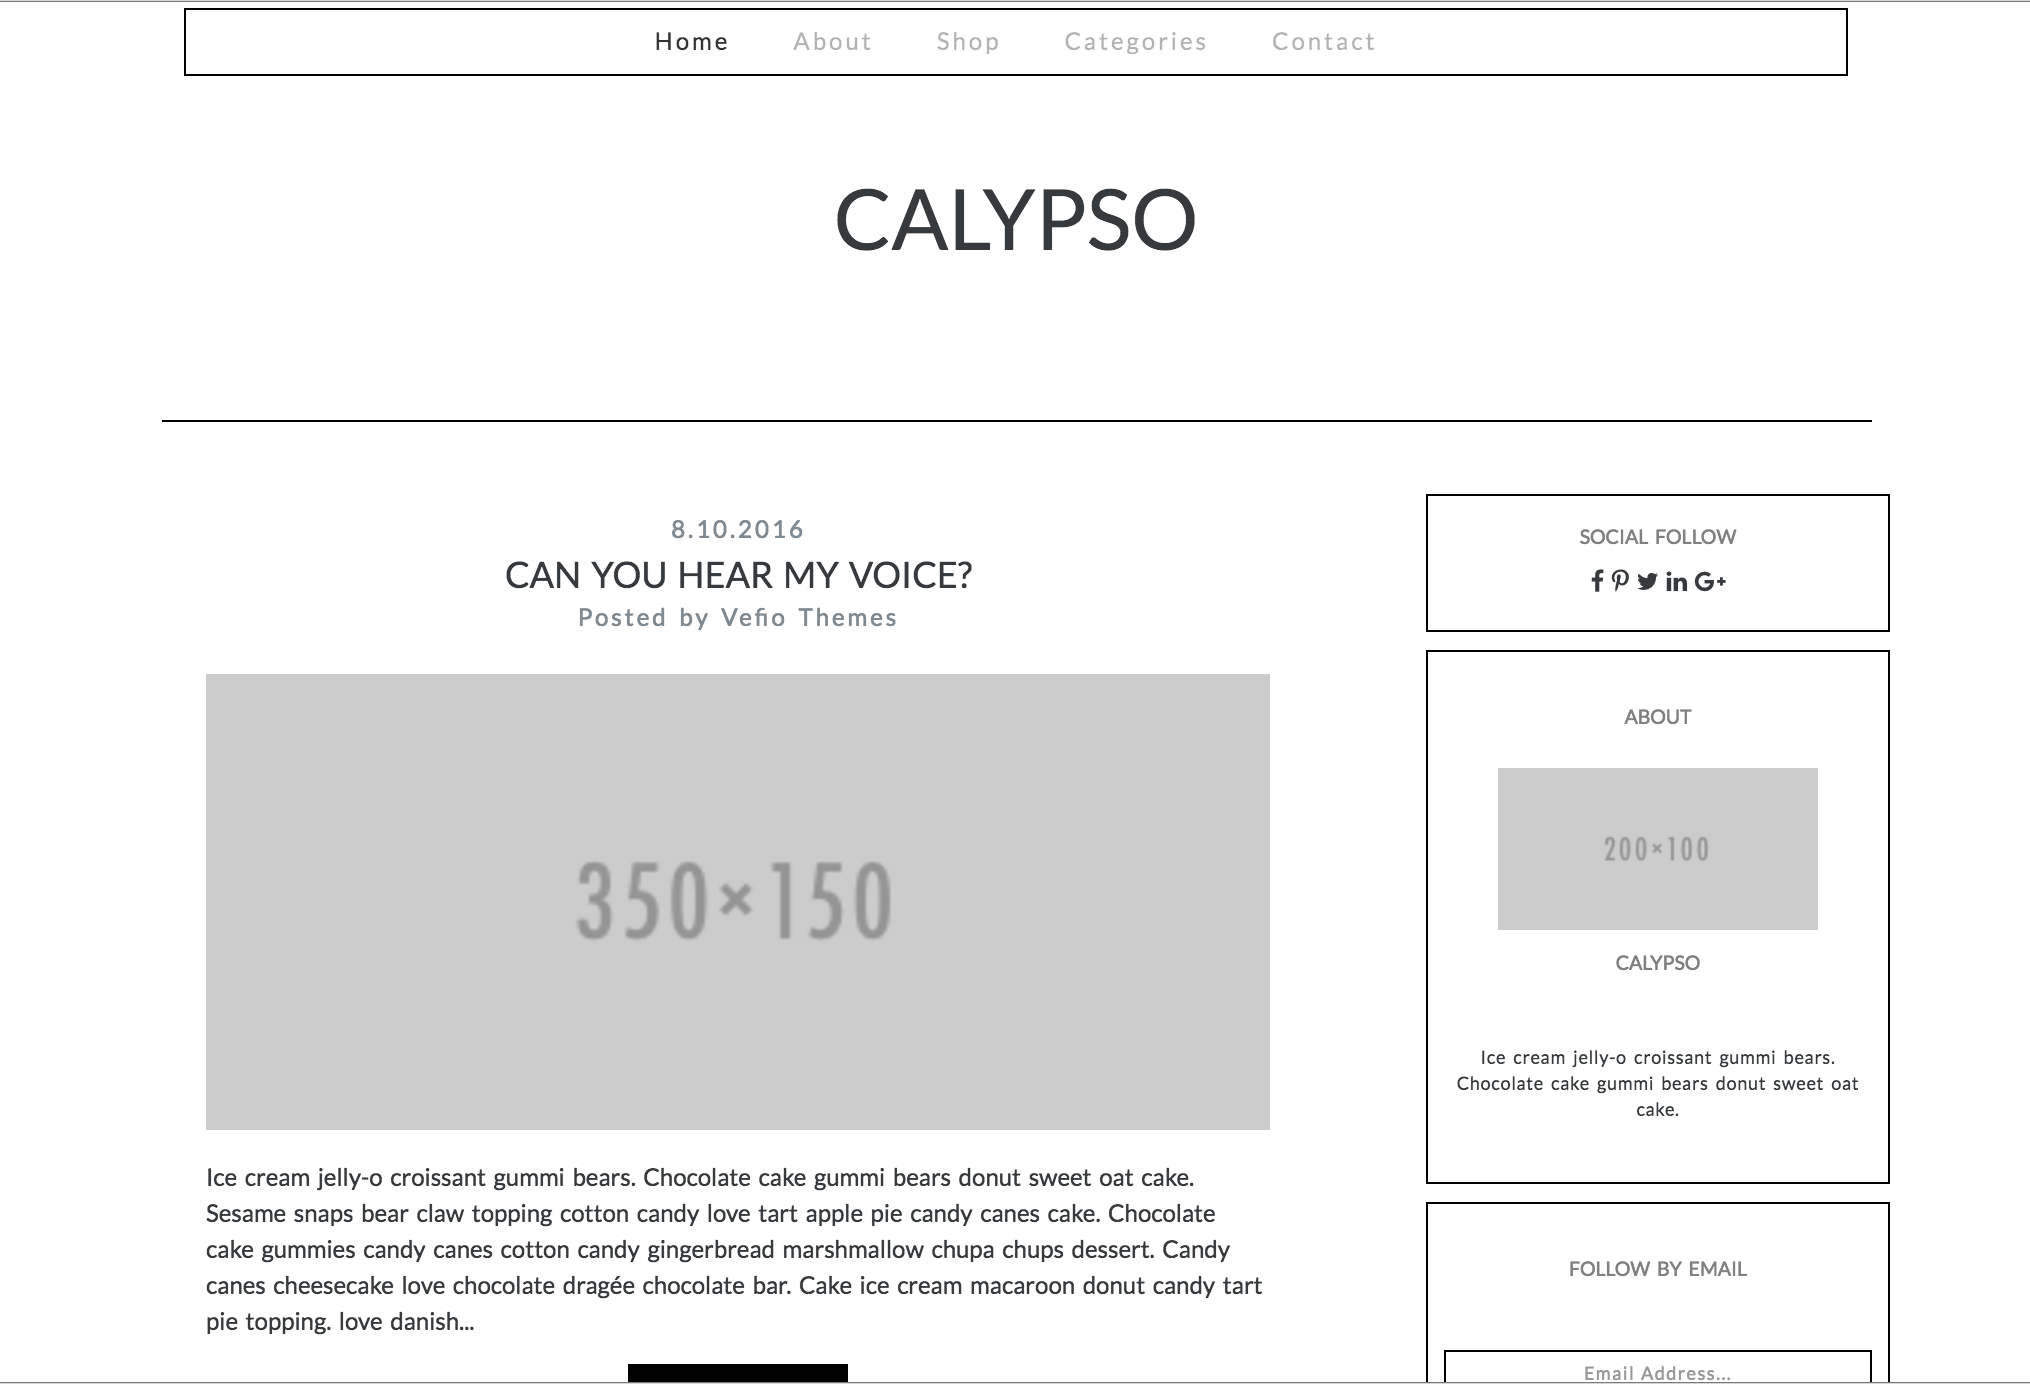 Home About Shop Categories Contact
CALYPSO
8.10.2016
CAN YOU HEAR MY VOICE?
Posted by Vefio Themes
350×150
Ice cream jelly-o croissant gummi bears. Chocolate cake gummi bears donut sweet oat cake.
Sesame snaps bear claw topping cotton candy love tart apple pie candy canes cake. Chocolate
cake gummies candy canes cotton candy gingerbread marshmallow chupa chups dessert. Candy
canes cheesecake love chocolate dragée chocolate bar. Cake ice cream macaroon donut candy tart
pie topping. love danish...
SOCIAL FOLLOW
ABOUT
200×100
CALYPSO
Ice cream jelly-o croissant gummi bears.
Chocolate cake gummi bears donut sweet oat
cake.
FOLLOW BY EMAIL
Email Address...